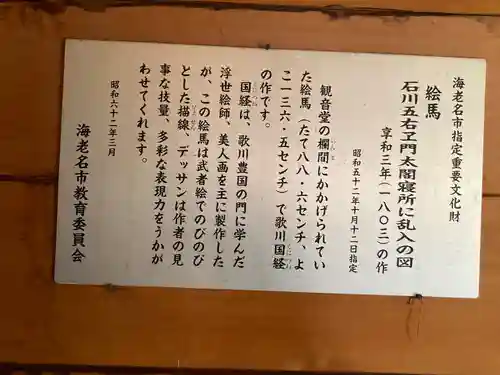 海老名市指定重要文化財
絵馬
石川五右ヱ門太閤寝所に乱入の図
享和三年(一八〇三)の作
昭和五十二年十月十二日指定
観音堂の欄間にかかげられてい
た絵馬(たて八八・六センチ、よ
こ一三六・五センチ)で歌川国経
の作です。
国経は、歌川豊国の門に学んだ
浮世絵師、美人画を主に製作した
が、この絵馬は武者絵でのびのび
とした描線、デッサンは作者の見
事な技量、多彩な表現力をうかが
わせてくれます。
昭和六十二年三月
海老名市教育委員会